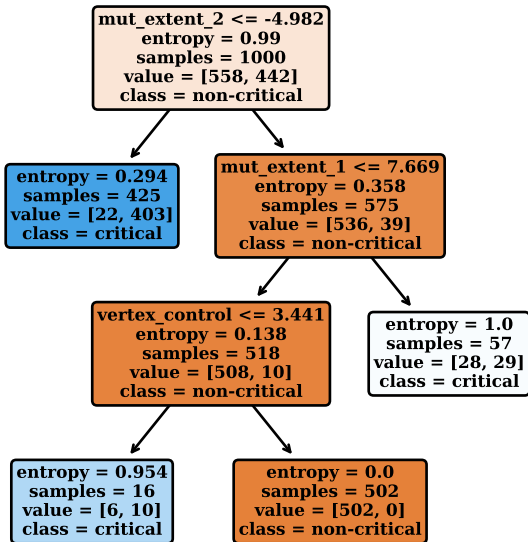 mut_extent_2 <= -4.982
entropy = 0.99
samples = 1000
value = [558, 442]
class = non-critical
entropy = 0.294
samples = 425
value = [22, 403]
class = critical
mut_extent_1 <= 7.669
entropy = 0.358
samples = 575
value = [536, 39]
class = non-critical
vertex_control <= 3.441
entropy = 0.138
samples = 518
value = [508, 10]
class = non-critical
entropy = 1.0
samples = 57
value = [28, 29]
class = critical
entropy = 0.954
samples = 16
value = [6, 10]
class = critical
entropy = 0.0
samples = 502
value = [502, 0]
class = non-critical